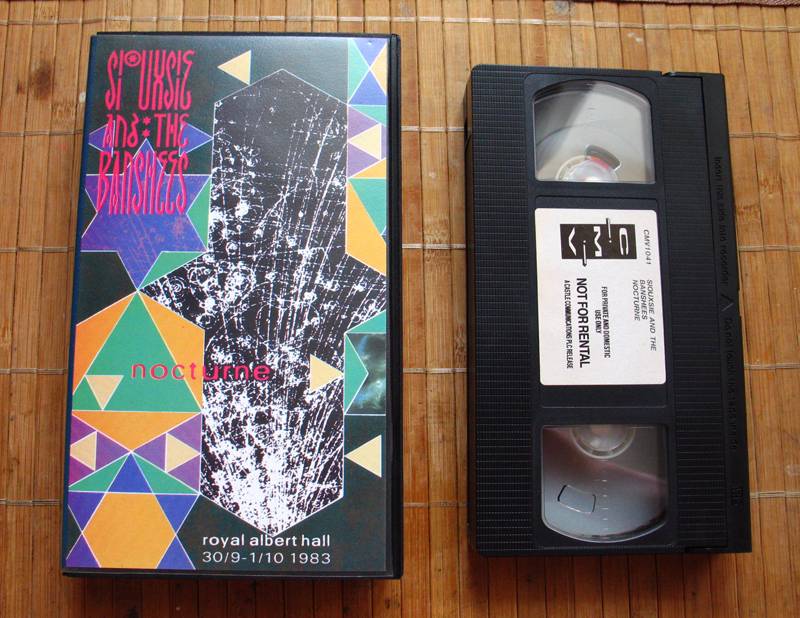 SIOUXSIE
AND:THE
BANSHEES
nocturne
royal albert hall
30/9-1/10 1983
CMV
CMV1041
SIOUXSIE AND THE
BANSHEES
NOCTURNE
FOR PRIVATE AND DOMESTIC
USE ONLY
NOT FOR RENTAL
A CASTLE COMMUNICATIONS PLC RELEASE